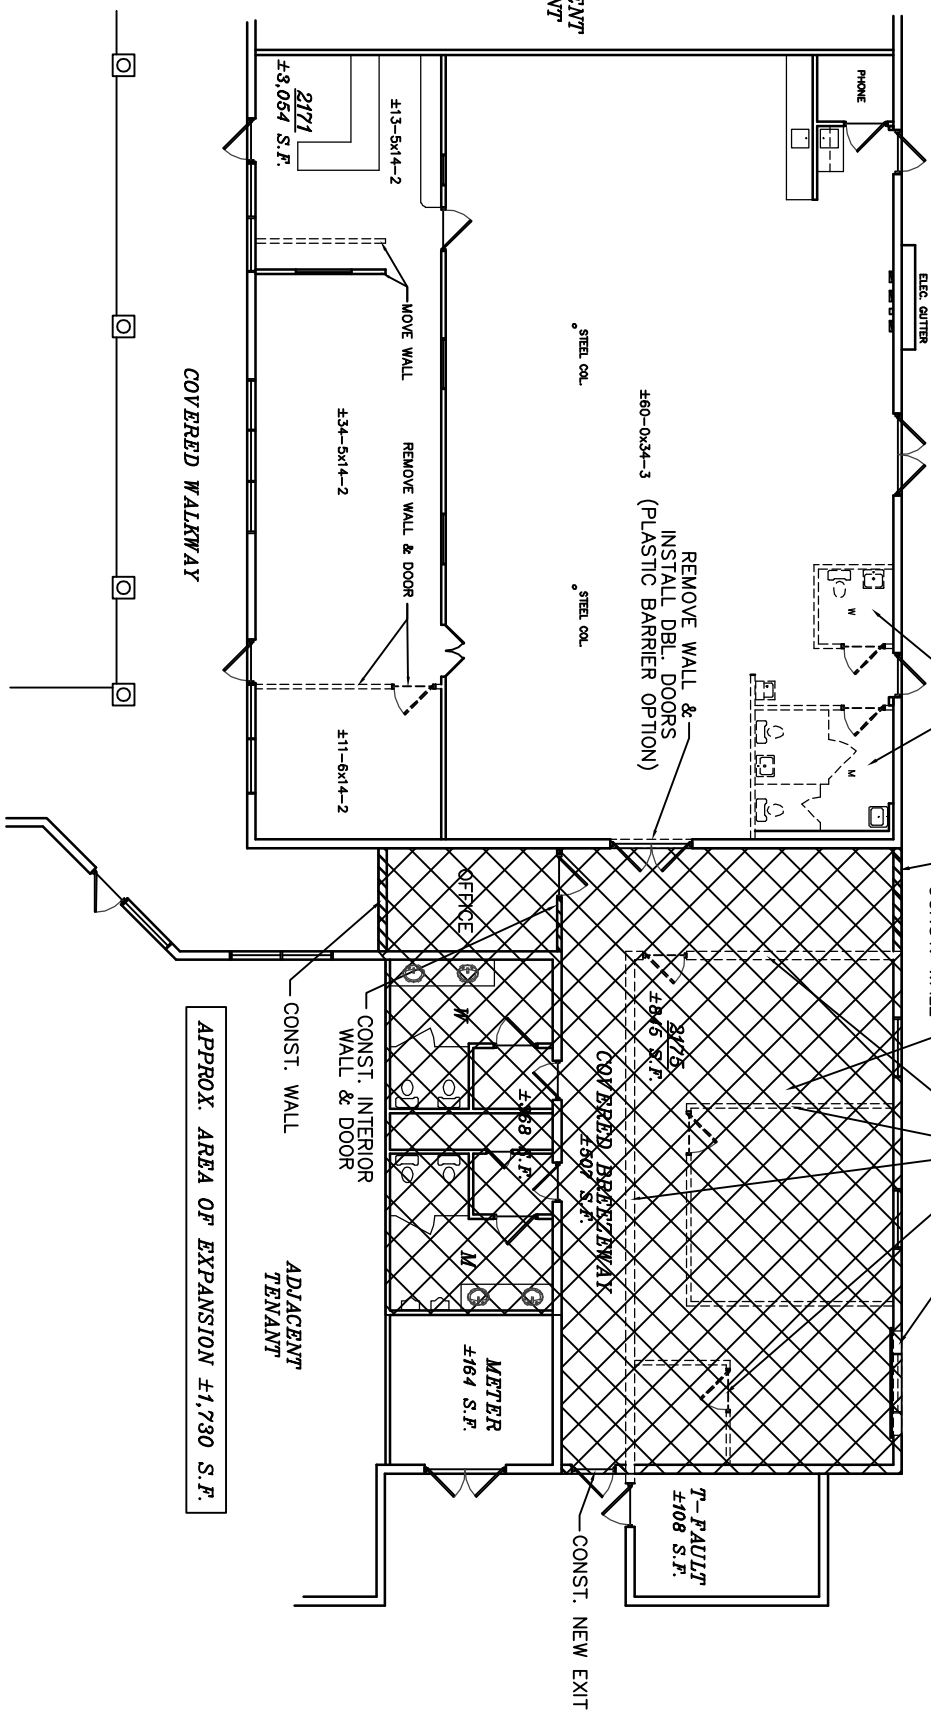 PHONE
ELEC. GUTTER
2171
±3,054 S.F.
±13-5x14-2
MOVE WALL
REMOVE WALL & DOOR
STEEL COL.
STEEL COL.
±60-0x34-3
±34-5x14-2
±11-6x14-2
COVERED WALKWAY
REMOVE WALL &
INSTALL DBL. DOORS
(PLASTIC BARRIER OPTION)
W
M
OFFICE
2175
±845 S.F.
COVERED BREEZEWAY
±507 S.F.
W
M
CONST. WALL
CONST. INTERIOR
WALL & DOOR
METER
±164 S.F.
T-FAULT
±108 S.F.
CONST. NEW EXIT
ADJACENT
TENANT
APPROX. AREA OF EXPANSION ±1,730 S.F.